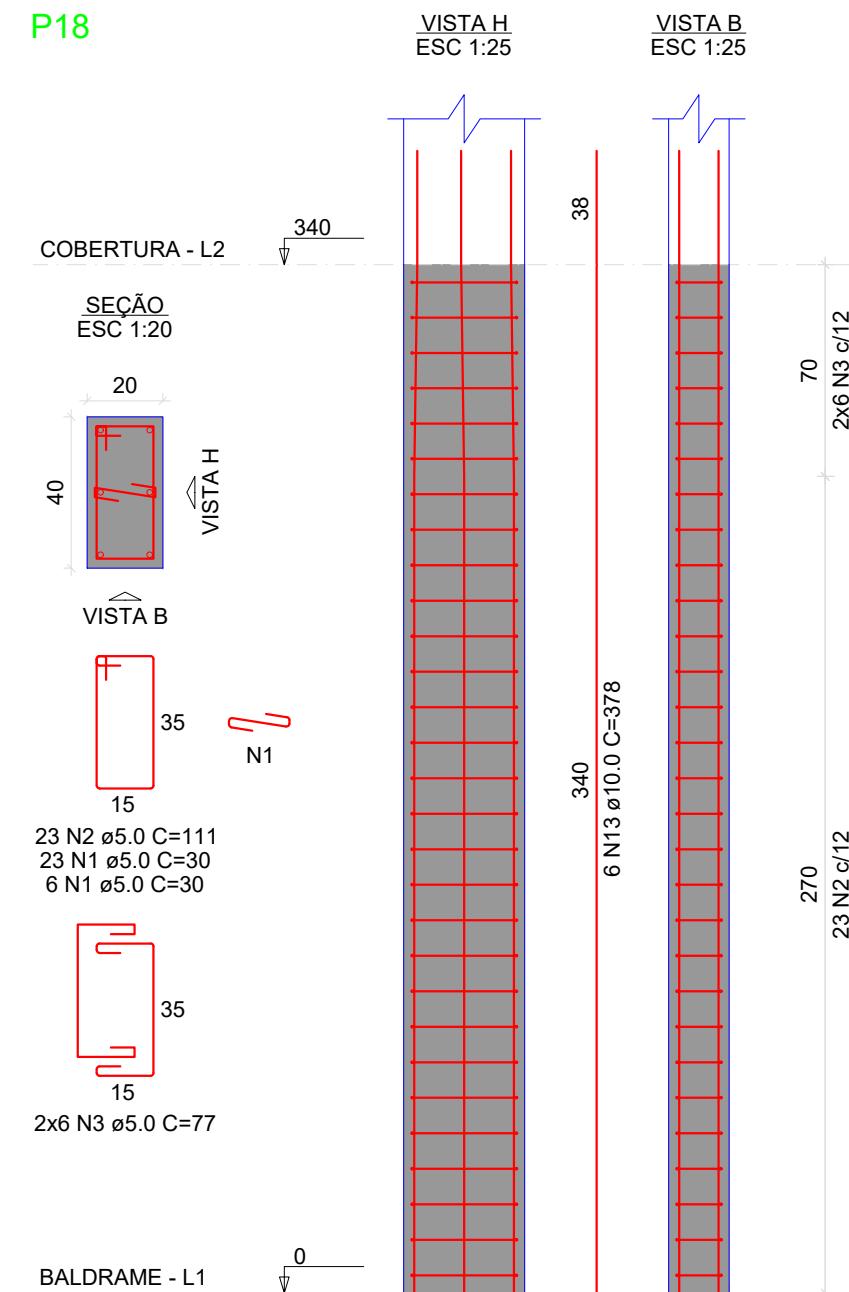 P18
VISTA H
ESC 1:25
VISTA B
ESC 1:25
38
340
COBERTURA - L2
SEÇÃO
ESC 1:20
20
40
VISTA H
VISTA B
70
2x6 N3 c/12
35
15
N1
23 N2 ø5.0 C=111
23 N1 ø5.0 C=30
6 N1 ø5.0 C=30
340
6 N13 ø10.0 C=378
270
23 N2 c/12
35
15
2x6 N3 ø5.0 C=77
0
BALDRAME - L1